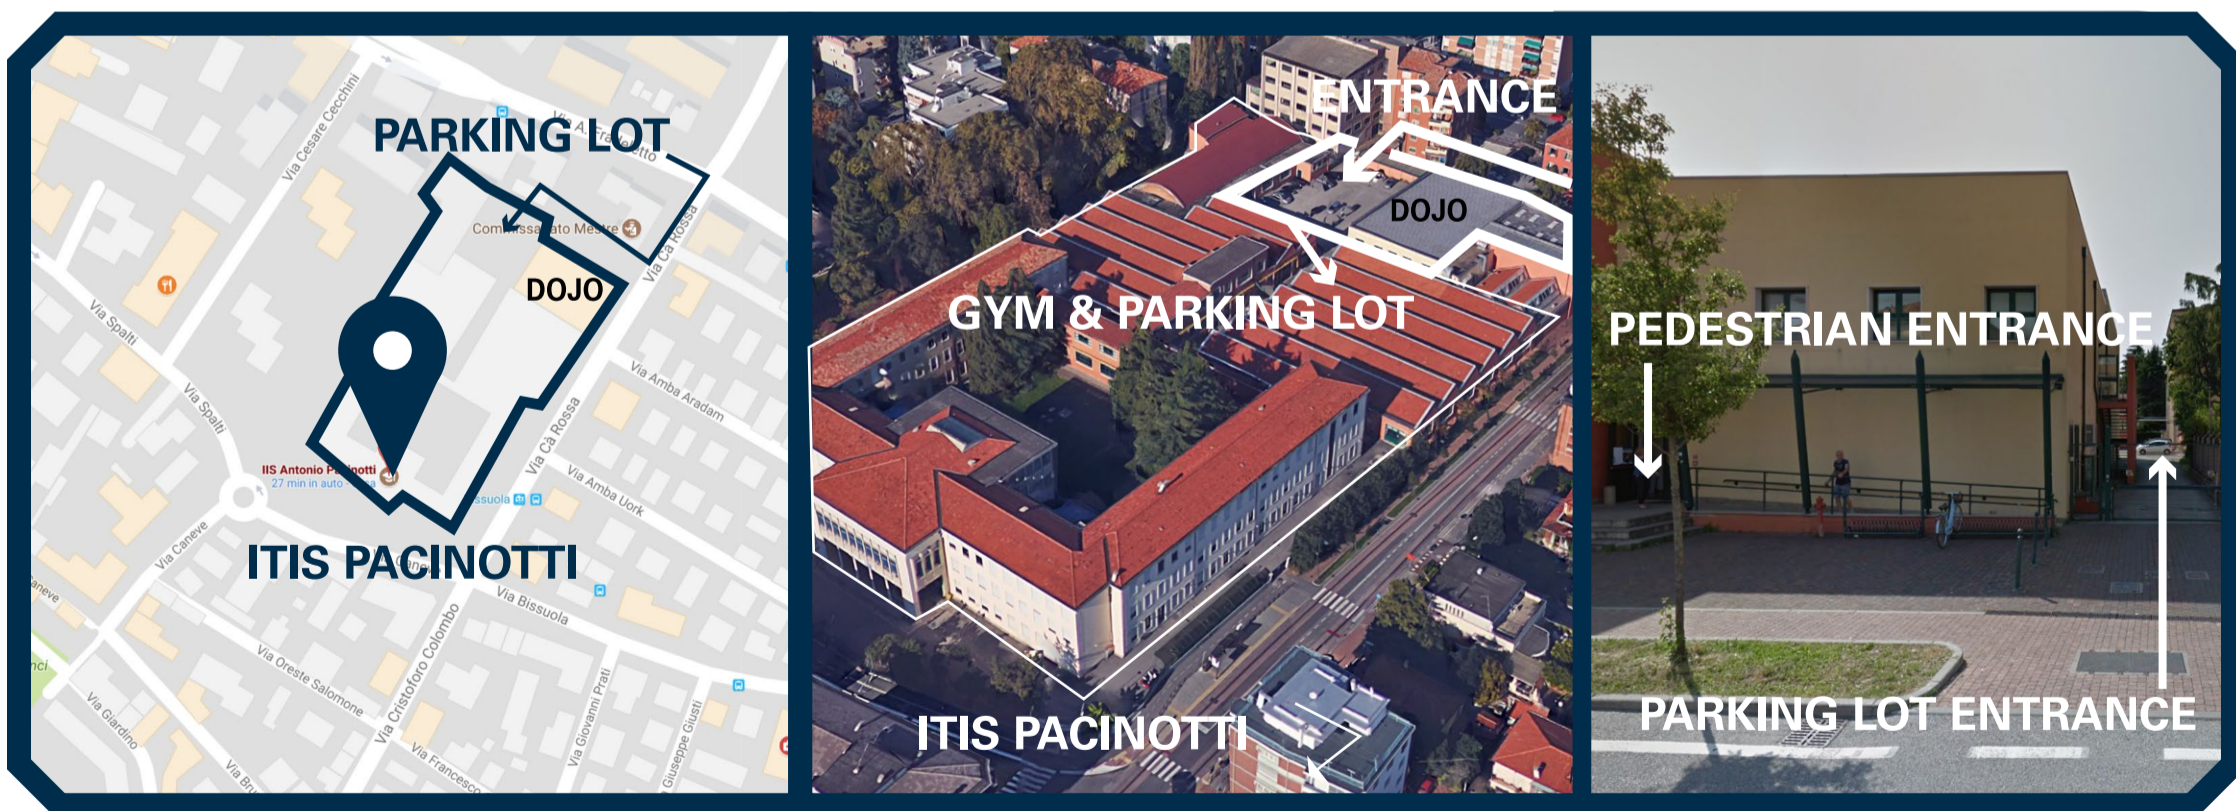 Via Cesare Cecchini
PARKING LOT
Via A. Fradeletto
Commissariato Mestre
Via Cà Rossa
DOJO
Via Spalti
Via Amba Aradam
Via Spalti
Via Cà Rossa
IIS Antonio Pacinotti
27 min in auto
Via Amba Uork
Via Caneve
ITIS PACINOTTI
Via Bissuola
Via Oreste Salomone
Via Cristoforo Colombo
Via Giardino
Via Francesco
Via Giovanni Prati
Giuseppe Giusti
ENTRANCE
DOJO
GYM & PARKING LOT
ITIS PACINOTTI
PEDESTRIAN ENTRANCE
PARKING LOT ENTRANCE